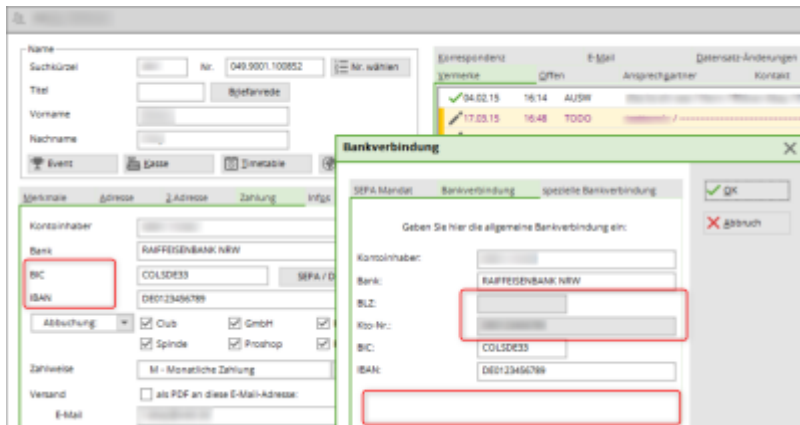 Name
Suchkürzel
Nr. 049.9001.100852 Nr. wählen
Titel
Briefanrede
Vorname
Nachname
Event Kasse Timetable
Merkmale Adresse 2.Adresse Zahlung Infos
Kontoinhaber
Bank RAIFFEISENBANK NRW
BIC COLSDE33 SEPA / D
IBAN DE0123456789
Abbuchung: Club GmbH
Spinde Proshop
Zahlweise M - Monatliche Zahlung
Versand als PDF an diese E-Mail-Adresse:
E-Mail
Korrespondenz E-Mail Datensatz-Änderungen
Vermerke Offen Ansprechpartner Kontakt
04.02.15 16:14 AUSW
17.03.15 16:48 TODO
Bankverbindung
SEPA Mandat Bankverbindung spezielle Bankverbindung
OK
Abbruch
Geben Sie hier die allgemeine Bankverbindung ein:
Kontoinhaber:
Bank: RAIFFEISENBANK NRW
BLZ:
Kto-Nr.:
BIC: COLSDE33
IBAN: DE0123456789